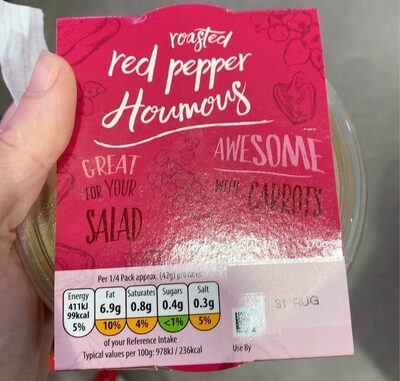 roasted
red pepper
Houmous
GREAT
FOR YOUR
SALAD
AWESOME
WITH CARROTS
Per 1/4 Pack approx. (42g) provides
Energy Fat Saturates Sugars Salt
411kJ 6.9g 0.8g 0.4g 0.3g
99kcal
5% 10% 4% <1% 5%
of your Reference Intake
Typical values per 100g: 978kJ / 236kcal
31 AUG
Use By